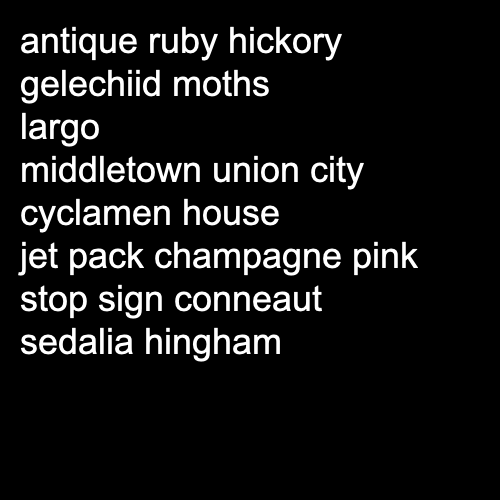 antique ruby hickory
gelechiid moths
largo
middletown union city
cyclamen house
jet pack champagne pink
stop sign conneaut
sedalia hingham